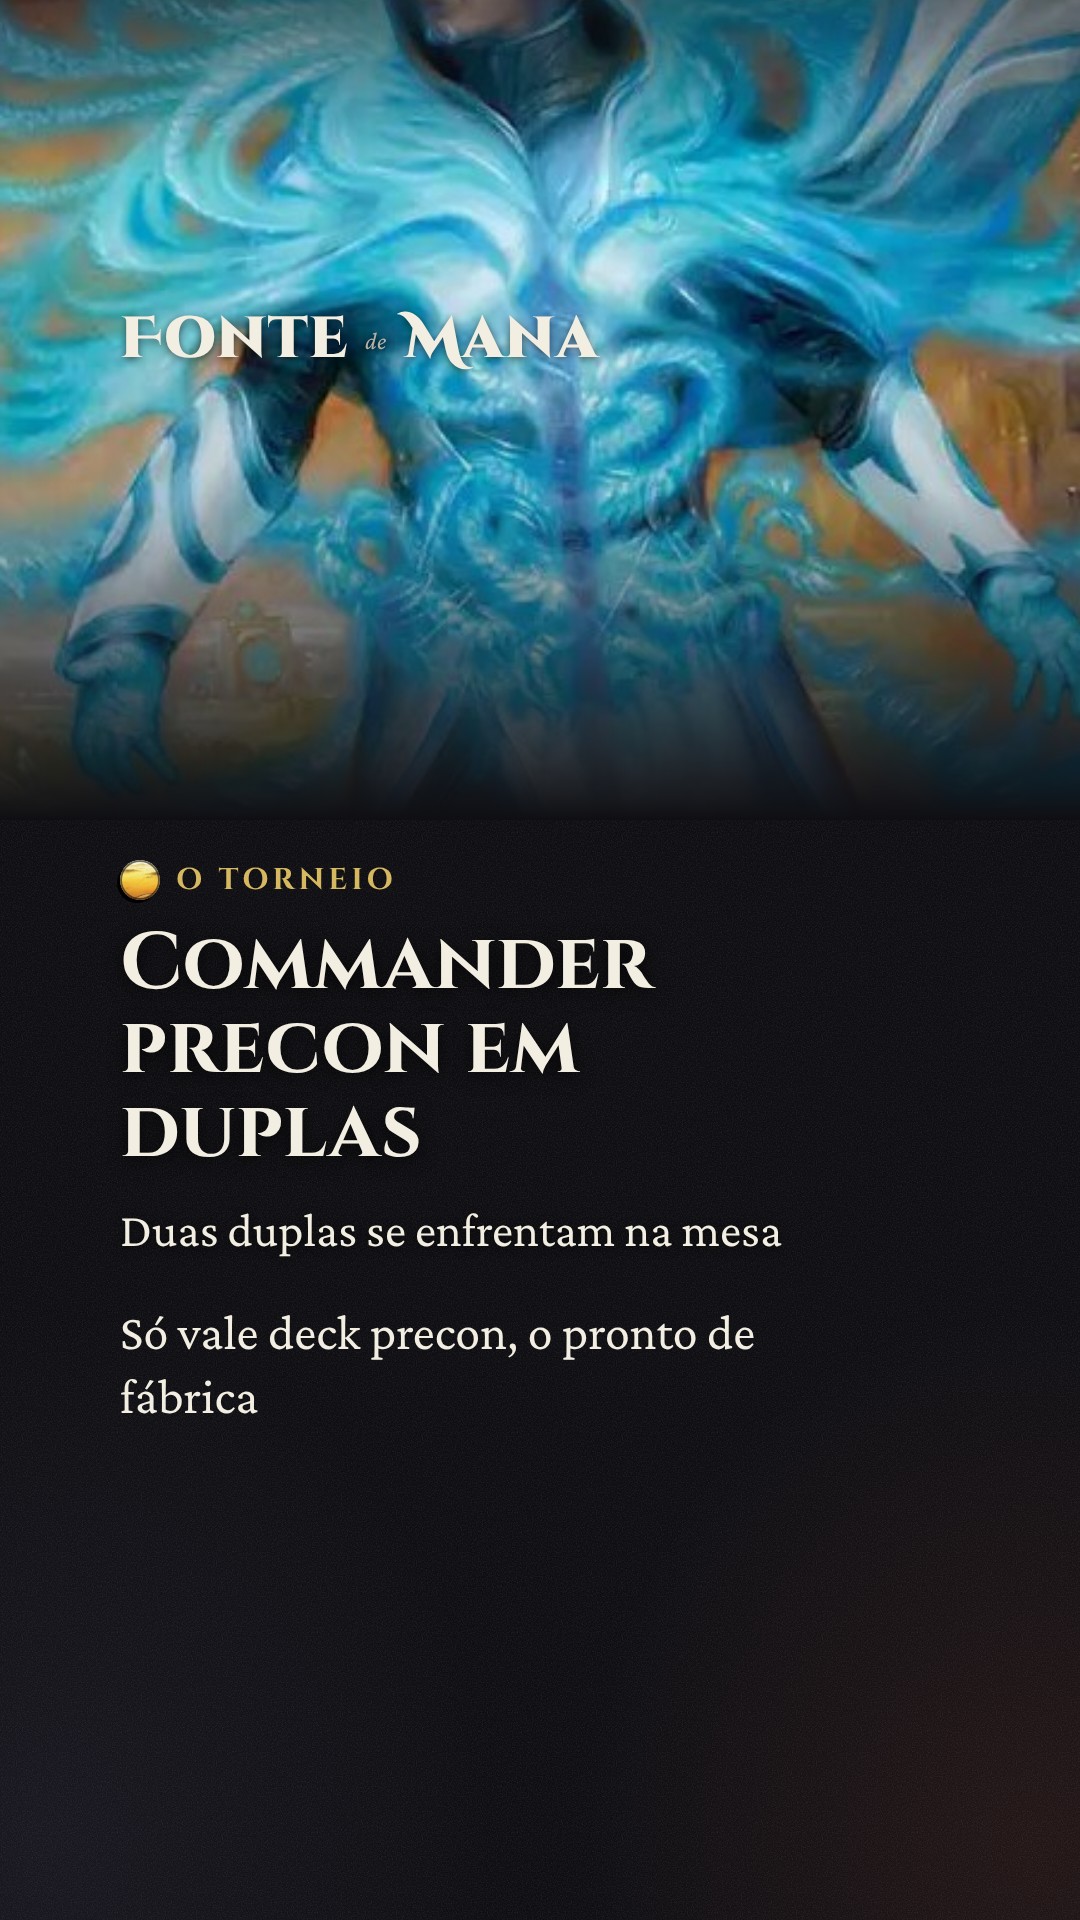 Fonte de Mana
O TORNEIO
Commander
precon em
duplas
Duas duplas se enfrentam na mesa
Só vale deck precon, o pronto de
fábrica